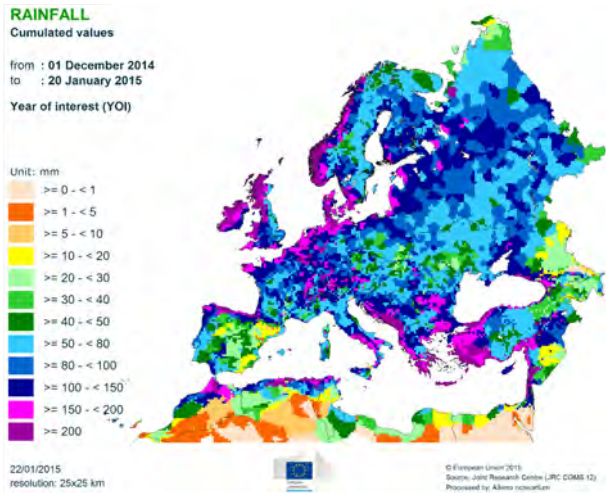 RAINFALL
Cumulated values
from : 01 December 2014
to : 20 January 2015
Year of interest (YOI)
Unit: mm
>= 0 - < 1
>= 1 - < 5
>= 5 - < 10
>= 10 - < 20
>= 20 - < 30
>= 30 - < 40
>= 40 - < 50
>= 50 - < 80
>= 80 - < 100
>= 100 - < 150
>= 150 - < 200
>= 200
22/01/2015
resolution: 25x25 km
© European Union 2015
Source: Joint Research Centre (JRC COMS 12)
Processed by: Alterra consortium